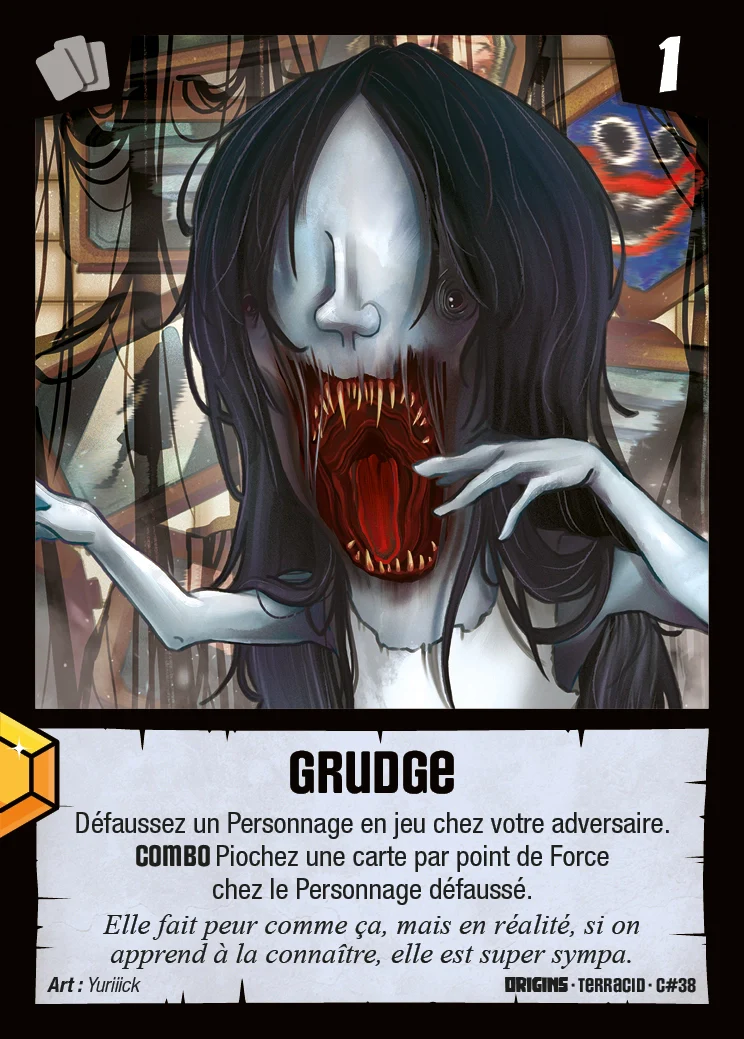 1
GRUDGE
Défaussez un Personnage en jeu chez votre adversaire.
COMBO Piochez une carte par point de Force
chez le Personnage défaussé.
Elle fait peur comme ça, mais en réalité, si on
apprend à la connaître, elle est super sympa.
Art : Yuriiick
ORIGINS · TERRACID · C#38